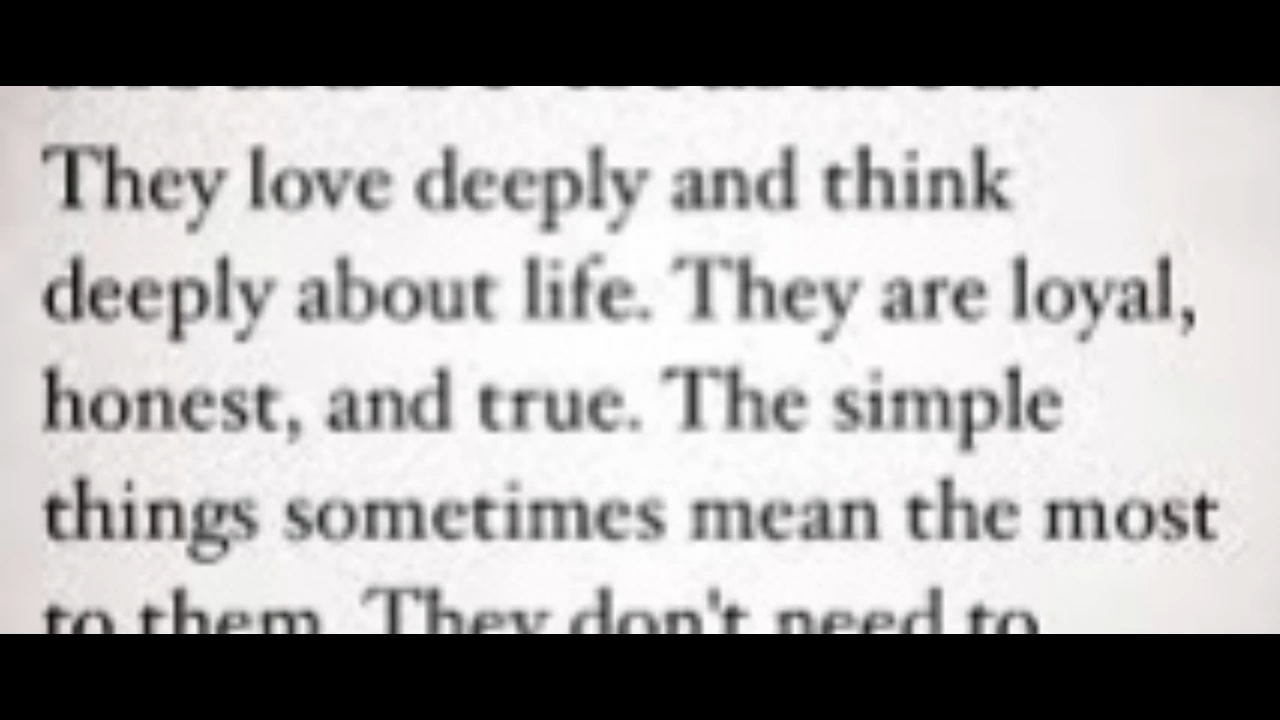 They love deeply and think
deeply about life. They are loyal,
honest, and true. The simple
things sometimes mean the most
to them. They don't need to